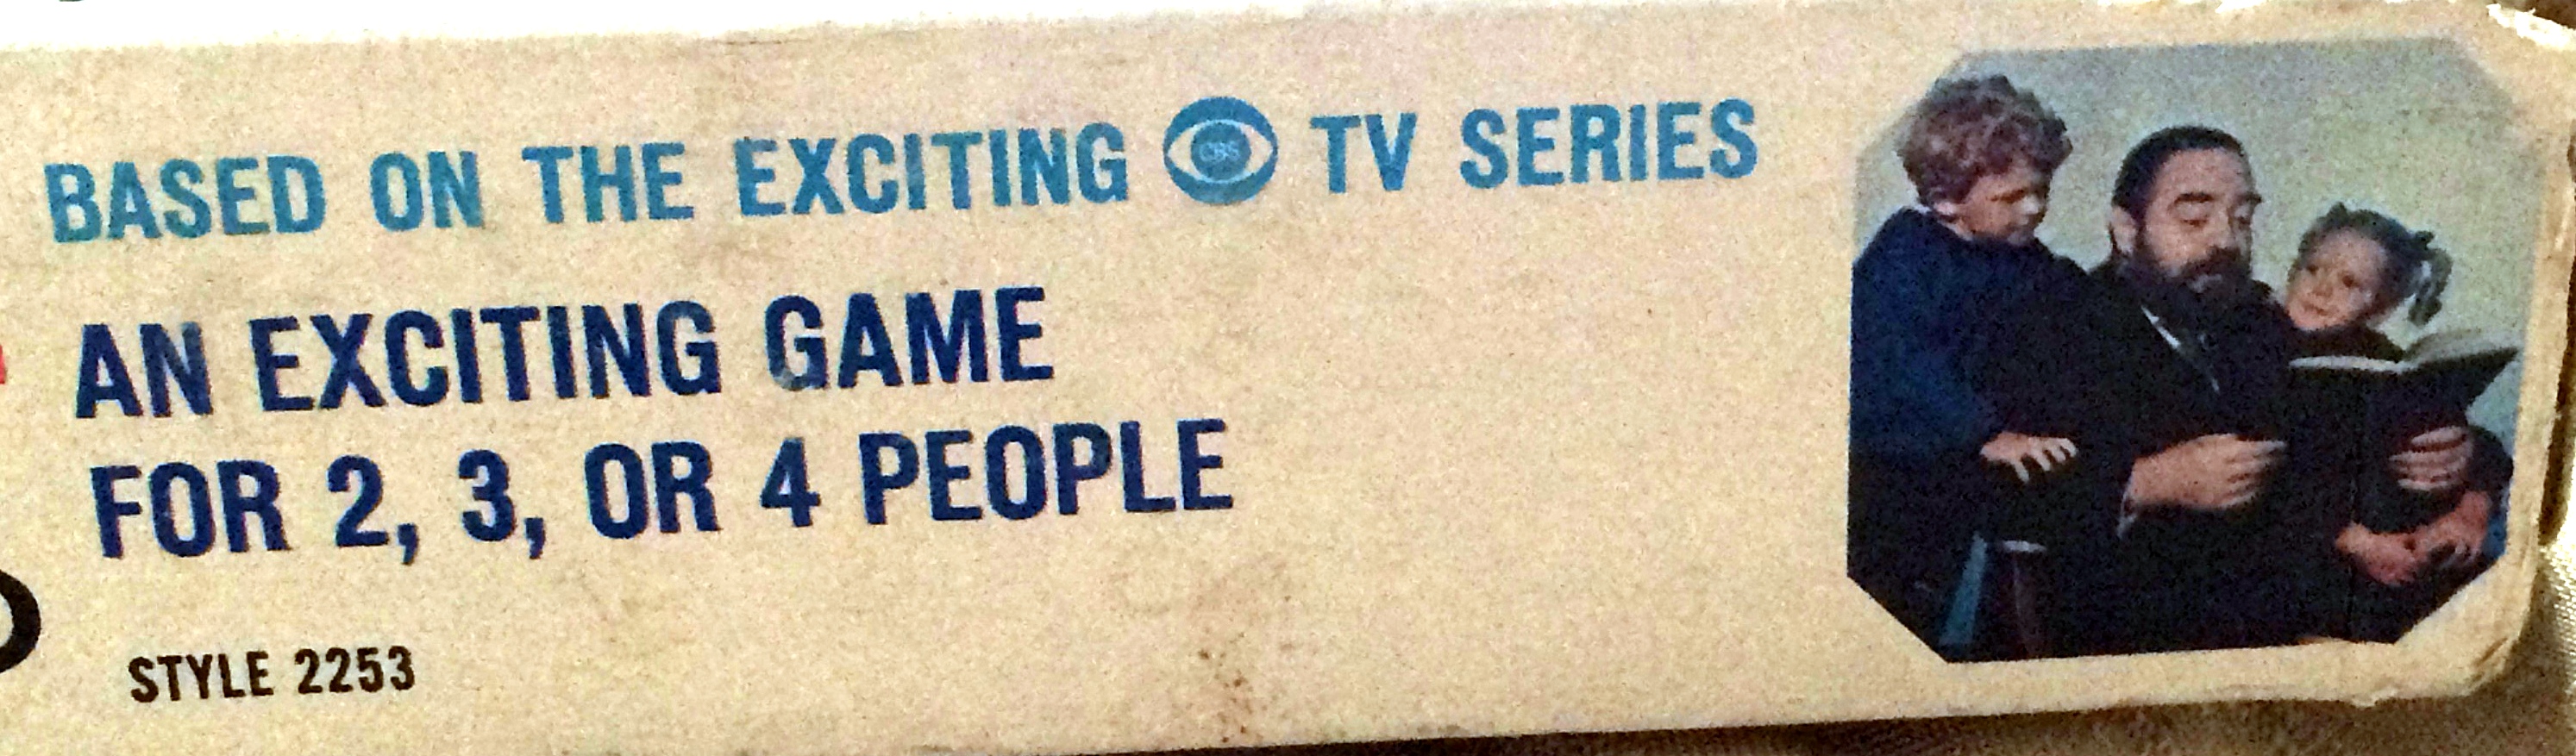 BASED ON THE EXCITING CBS TV SERIES
AN EXCITING GAME
FOR 2, 3, OR 4 PEOPLE
STYLE 2253